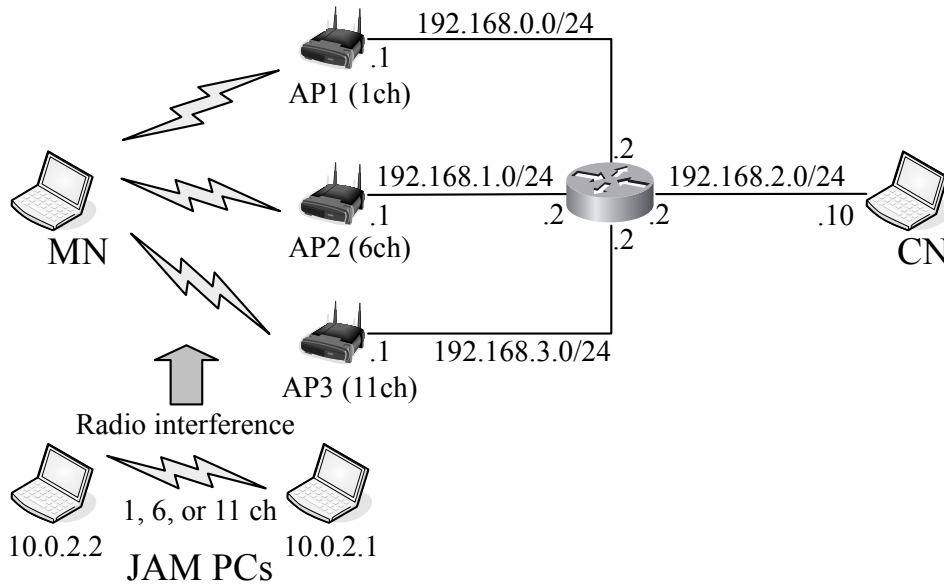 192.168.0.0/24
.1
AP1 (1ch)
.2
192.168.1.0/24
192.168.2.0/24
.1
.2
.2
.10
MN
AP2 (6ch)
.2
CN
.1
192.168.3.0/24
AP3 (11ch)
Radio interference
1, 6, or 11 ch
10.0.2.2
10.0.2.1
JAM PCs